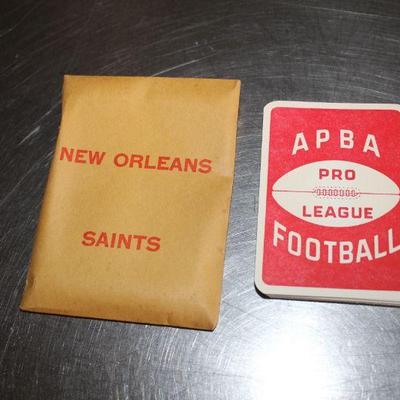 NEW ORLEANS
SAINTS
APBA
PRO
LEAGUE
FOOTBALL